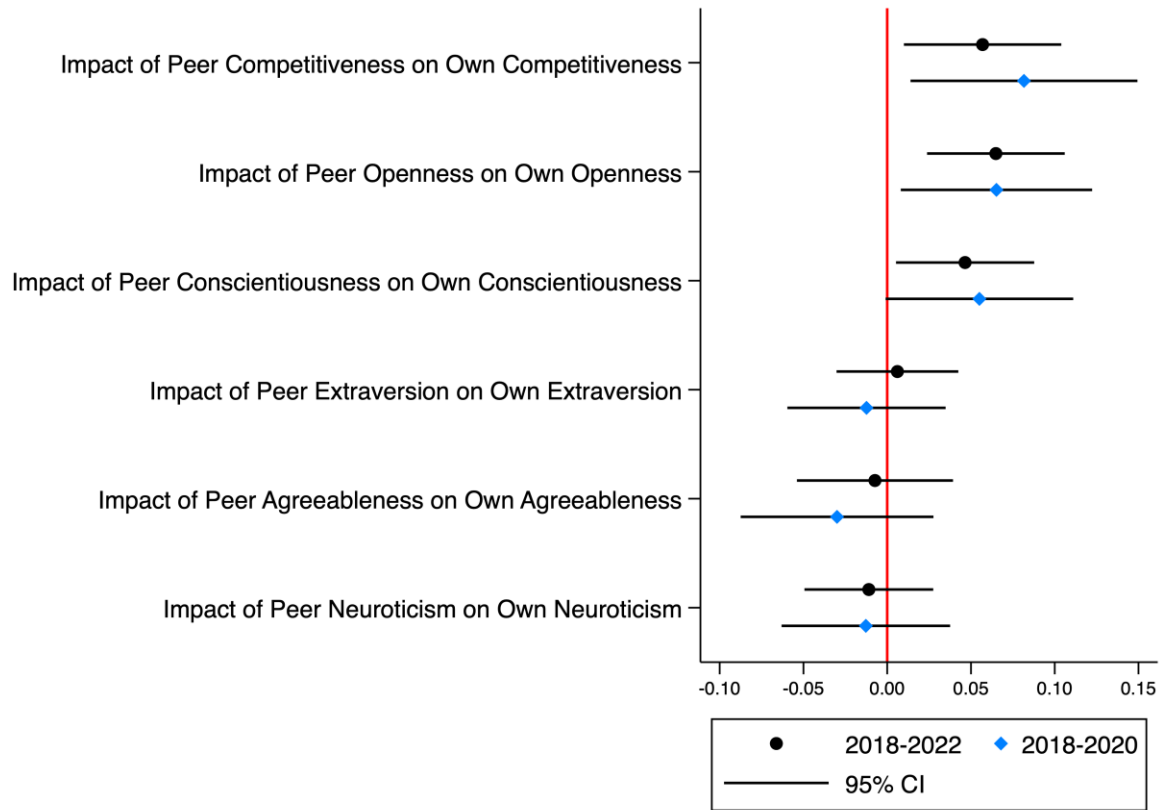 Impact of Peer Competitiveness on Own Competitiveness
Impact of Peer Openness on Own Openness
Impact of Peer Conscientiousness on Own Conscientiousness
Impact of Peer Extraversion on Own Extraversion
Impact of Peer Agreeableness on Own Agreeableness
Impact of Peer Neuroticism on Own Neuroticism
-0.10 -0.05 0.00 0.05 0.10 0.15
2018-2022 2018-2020
95% CI